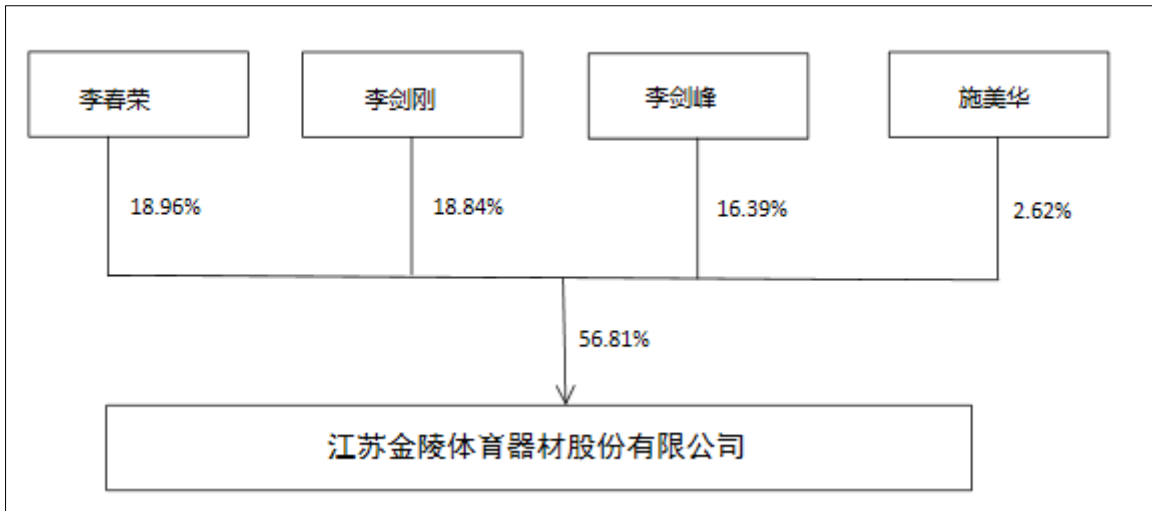 李春荣
李剑刚
李剑峰
施美华
18.96%
18.84%
16.39%
2.62%
56.81%
江苏金陵体育器材股份有限公司